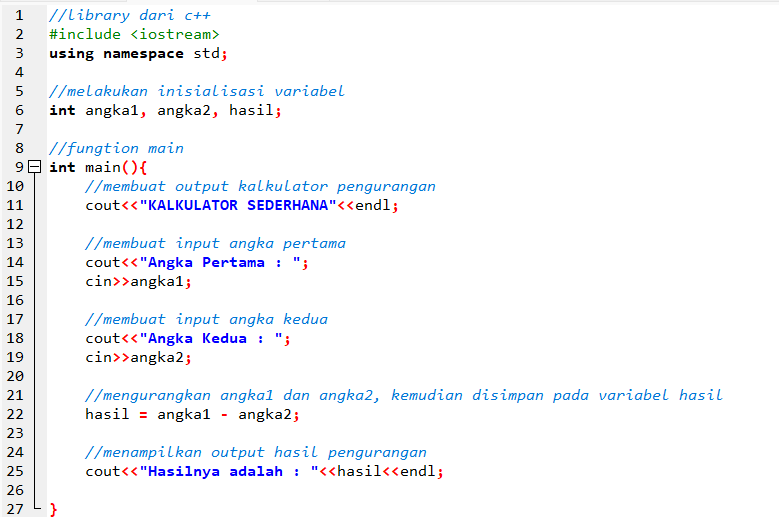 1 //library dari c++
2 #include <iostream>
3 using namespace std;
4
5 //melakukan inisialisasi variabel
6 int angka1, angka2, hasil;
7
8 //fungtion main
9 int main(){
10 //membuat output kalkulator pengurangan
11 cout<<"KALKULATOR SEDERHANA"<<endl;
12
13 //membuat input angka pertama
14 cout<<"Angka Pertama : ";
15 cin>>angka1;
16
17 //membuat input angka kedua
18 cout<<"Angka Kedua : ";
19 cin>>angka2;
20
21 //mengurangkan angka1 dan angka2, kemudian disimpan pada variabel hasil
22 hasil = angka1 - angka2;
23
24 //menampilkan output hasil pengurangan
25 cout<<"Hasilnya adalah : "<<hasil<<endl;
26
27 }